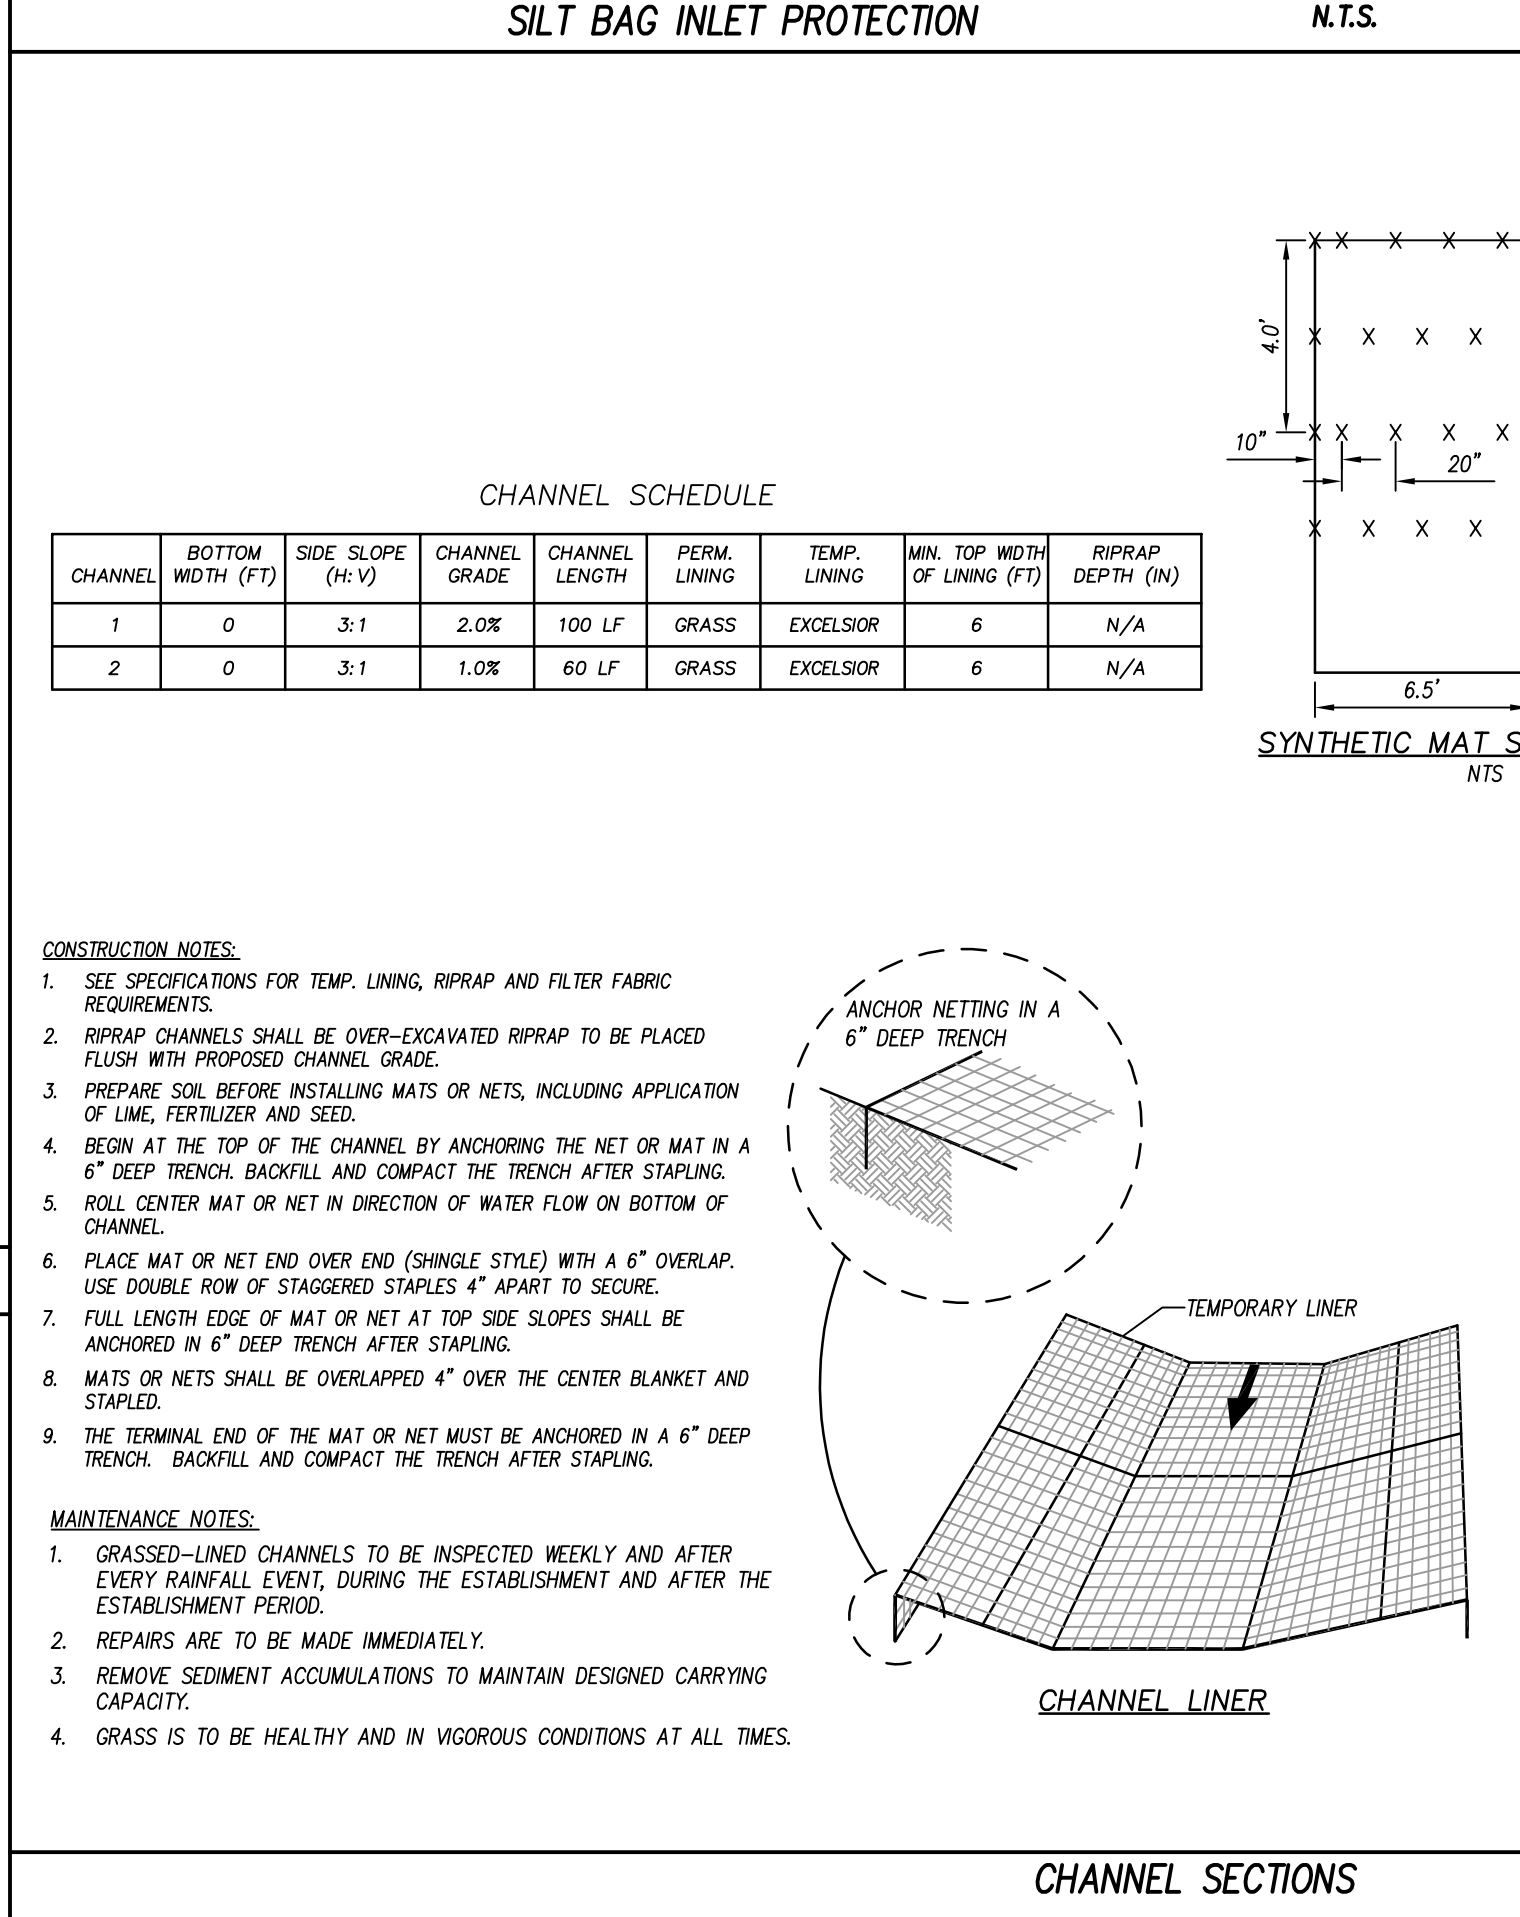 SILT BAG INLET PROTECTION
N.T.S.
4.0'
10"
20"
6.5'
SYNTHETIC MAT S
NTS
CHANNEL SCHEDULE
CHANNEL | BOTTOM WIDTH (FT) | SIDE SLOPE (H:V) | CHANNEL GRADE | CHANNEL LENGTH | PERM. LINING | TEMP. LINING | MIN. TOP WIDTH OF LINING (FT) | RIPRAP DEPTH (IN)
1 | 0 | 3:1 | 2.0% | 100 LF | GRASS | EXCELSIOR | 6 | N/A
2 | 0 | 3:1 | 1.0% | 60 LF | GRASS | EXCELSIOR | 6 | N/A
CONSTRUCTION NOTES:
1. SEE SPECIFICATIONS FOR TEMP. LINING, RIPRAP AND FILTER FABRIC
REQUIREMENTS.
2. RIPRAP CHANNELS SHALL BE OVER-EXCAVATED RIPRAP TO BE PLACED
FLUSH WITH PROPOSED CHANNEL GRADE.
3. PREPARE SOIL BEFORE INSTALLING MATS OR NETS, INCLUDING APPLICATION
OF LIME, FERTILIZER AND SEED.
4. BEGIN AT THE TOP OF THE CHANNEL BY ANCHORING THE NET OR MAT IN A
6" DEEP TRENCH. BACKFILL AND COMPACT THE TRENCH AFTER STAPLING.
5. ROLL CENTER MAT OR NET IN DIRECTION OF WATER FLOW ON BOTTOM OF
CHANNEL.
6. PLACE MAT OR NET END OVER END (SHINGLE STYLE) WITH A 6" OVERLAP.
USE DOUBLE ROW OF STAGGERED STAPLES 4" APART TO SECURE.
7. FULL LENGTH EDGE OF MAT OR NET AT TOP SIDE SLOPES SHALL BE
ANCHORED IN 6" DEEP TRENCH AFTER STAPLING.
8. MATS OR NETS SHALL BE OVERLAPPED 4" OVER THE CENTER BLANKET AND
STAPLED.
9. THE TERMINAL END OF THE MAT OR NET MUST BE ANCHORED IN A 6" DEEP
TRENCH. BACKFILL AND COMPACT THE TRENCH AFTER STAPLING.
MAINTENANCE NOTES:
1. GRASSED-LINED CHANNELS TO BE INSPECTED WEEKLY AND AFTER
EVERY RAINFALL EVENT, DURING THE ESTABLISHMENT AND AFTER THE
ESTABLISHMENT PERIOD.
2. REPAIRS ARE TO BE MADE IMMEDIATELY.
3. REMOVE SEDIMENT ACCUMULATIONS TO MAINTAIN DESIGNED CARRYING
CAPACITY.
4. GRASS IS TO BE HEALTHY AND IN VIGOROUS CONDITIONS AT ALL TIMES.
ANCHOR NETTING IN A
6" DEEP TRENCH
TEMPORARY LINER
CHANNEL LINER
CHANNEL SECTIONS